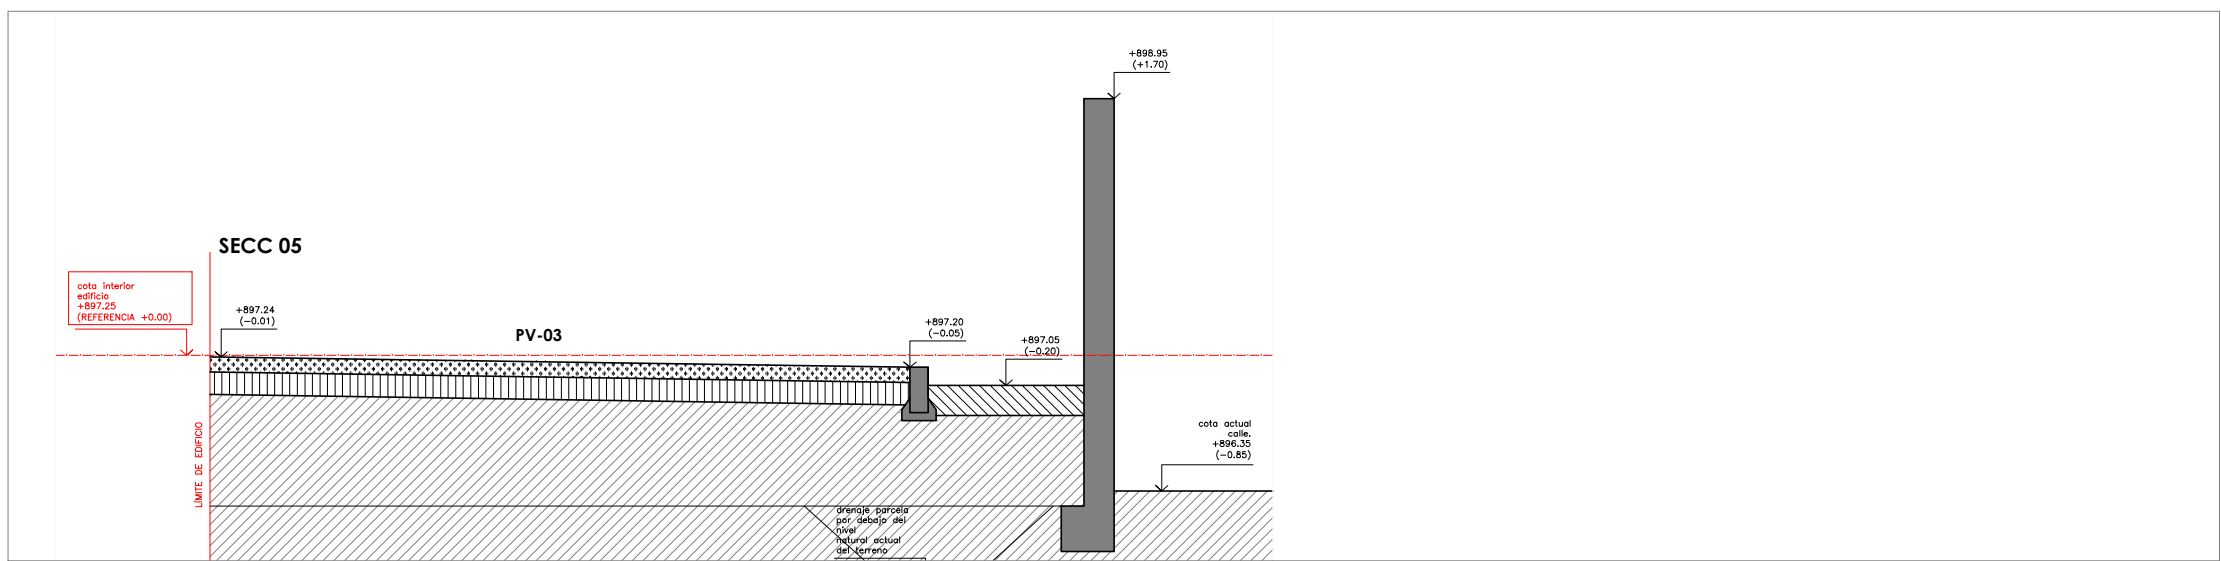 +898.95
(+1.70)
SECC 05
cota interior
edificio
+897.25
(REFERENCIA +0.00)
+897.24
(-0.01)
PV-03
+897.20
(-0.05)
+897.05
(-0.20)
LÍMITE DE EDIFICIO
cota actual
calle.
+896.35
(-0.85)
drenaje parcela
por debajo del
nivel
natural actual
del terreno